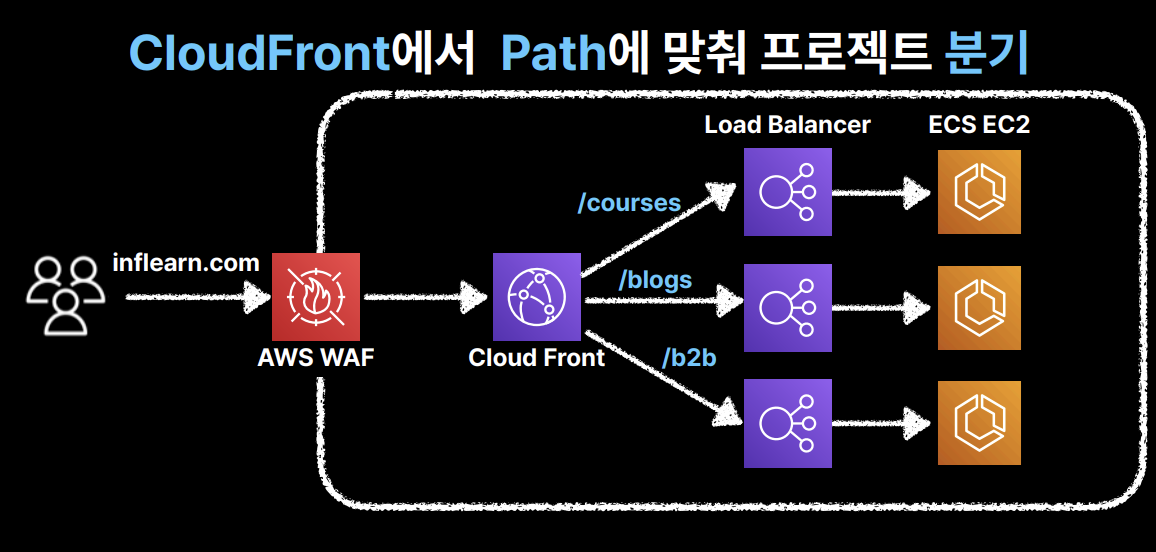 CloudFront에서 Path에 맞춰 프로젝트 분기
Load Balancer
ECS EC2
/courses
inflearn.com
/blogs
AWS WAF
Cloud Front
/b2b